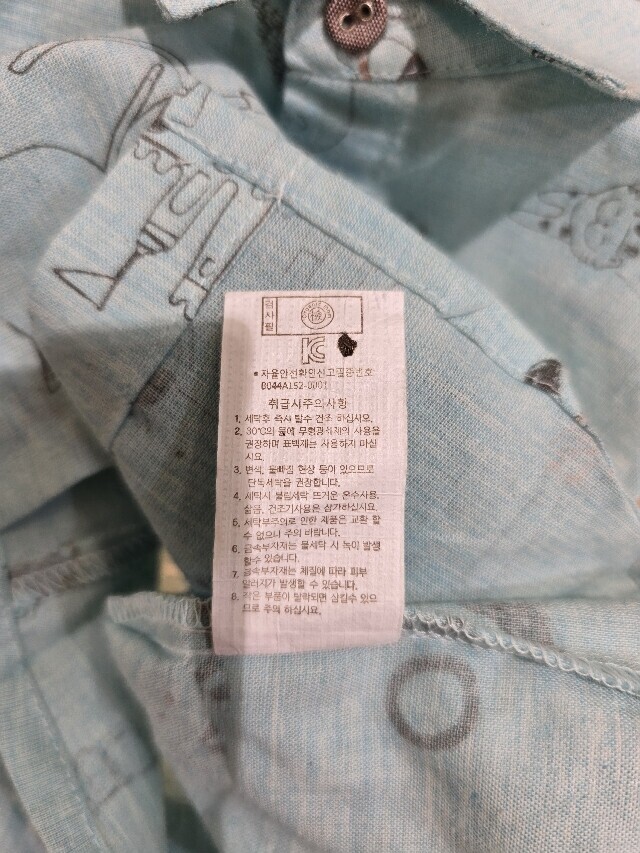 검사필
KC
▪ 자율안전확인신고필증번호:
B044A152-0001
취급시주의사항
1. 세탁후 즉시 탈수 건조 하십시요.
2. 30℃의 물에 무형광세제의 사용을
권장하며 표백제는 사용하지 마십
시요.
3. 변색, 물빠짐 현상 등이 있으므로
단독세탁을 권장합니다.
4. 세탁시 불림세탁 뜨거운 온수사용,
삶음, 건조기사용은 삼가하십시요.
5. 세탁부주의로 인한 제품은 교환 할
수 없으니 주의 바랍니다.
6. 금속부자재는 물세탁 시 녹이 발생
할수 있습니다.
7. 금속부자재는 체질에 따라 피부
알러지가 발생할 수 있습니다.
8. 작은 부품이 탈락되면 삼킬수 있으
므로 주의 하십시요.